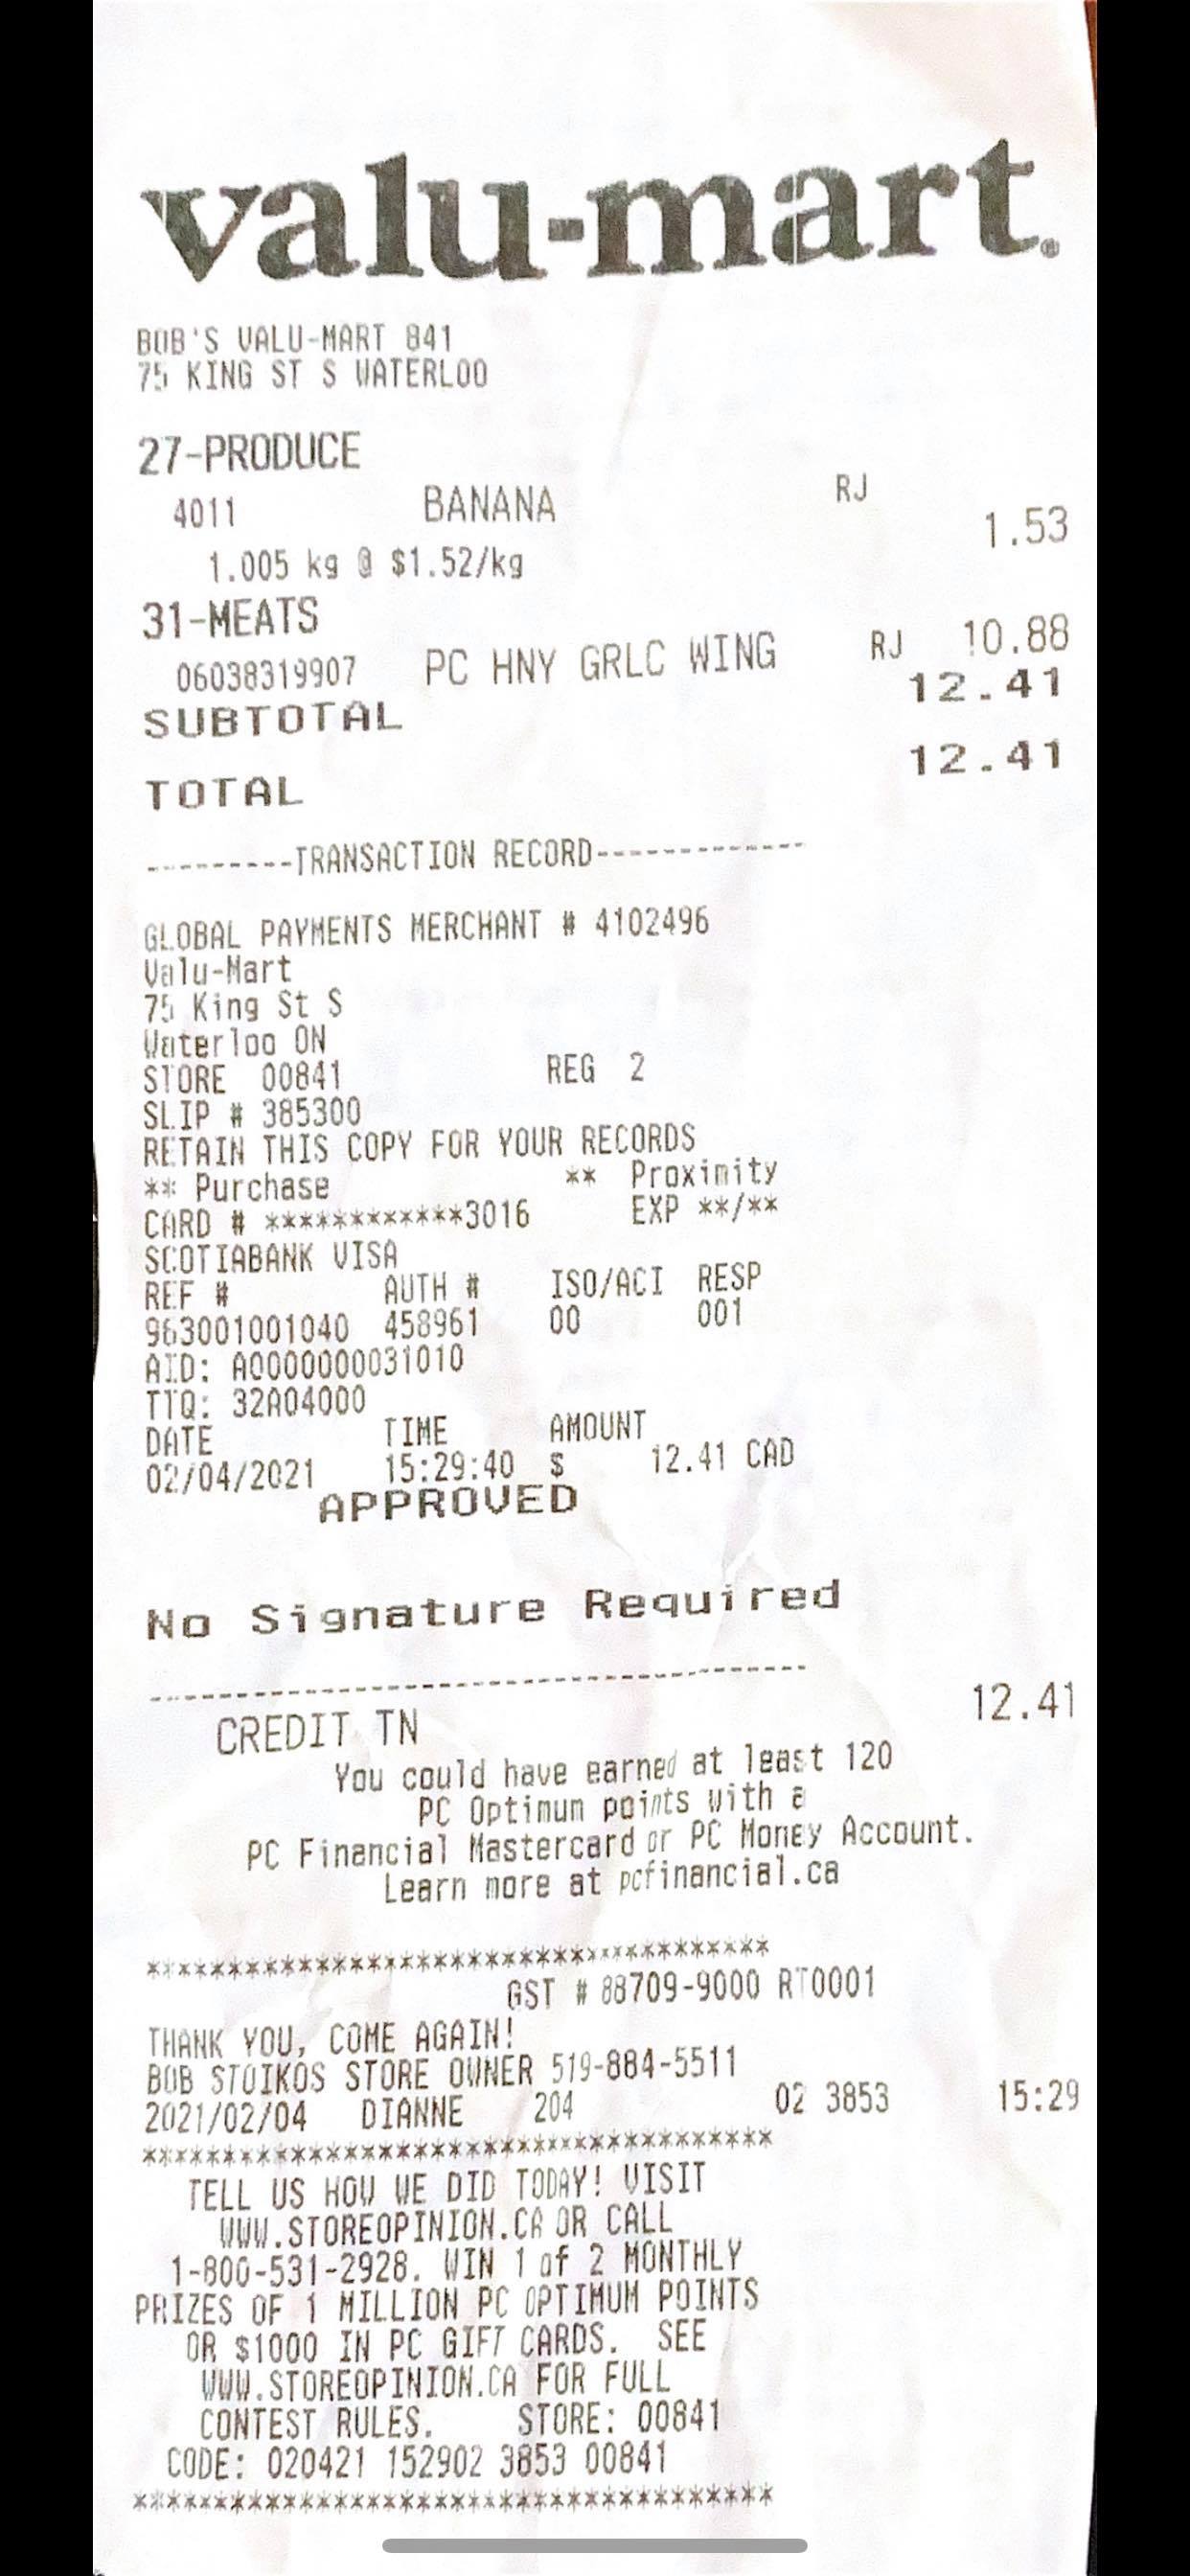 valu-mart®
BOB'S VALU-MART 841
75 KING ST S WATERLOO
27-PRODUCE
4011 BANANA RJ
1.005 kg @ $1.52/kg 1.53
31-MEATS
06038319907 PC HNY GRLC WING RJ 10.88
SUBTOTAL 12.41
TOTAL 12.41
---------TRANSACTION RECORD-------------
GLOBAL PAYMENTS MERCHANT # 4102496
Valu-Mart
75 King St S
Waterloo ON
STORE 00841 REG 2
SLIP # 385300
RETAIN THIS COPY FOR YOUR RECORDS
** Purchase ** Proximity
CARD # ************3016 EXP **/**
SCOTIABANK VISA
REF # AUTH # ISO/ACI RESP
963001001040 458961 00 001
AID: A0000000031010
TTQ: 32A04000
DATE TIME AMOUNT
02/04/2021 15:29:40 $ 12.41 CAD
APPROVED
No Signature Required
----------------------------------------
CREDIT TN 12.41
You could have earned at least 120
PC Optimum points with a
PC Financial Mastercard or PC Money Account.
Learn more at pcfinancial.ca
**************************************
GST # 88709-9000 RT0001
THANK YOU, COME AGAIN!
BOB STOIKOS STORE OWNER 519-884-5511
2021/02/04 DIANNE 204 02 3853 15:29
**************************************
TELL US HOW WE DID TODAY! VISIT
WWW.STOREOPINION.CA OR CALL
1-800-531-2928. WIN 1 of 2 MONTHLY
PRIZES OF 1 MILLION PC OPTIMUM POINTS
OR $1000 IN PC GIFT CARDS. SEE
WWW.STOREOPINION.CA FOR FULL
CONTEST RULES. STORE: 00841
CODE: 020421 152902 3853 00841
**************************************